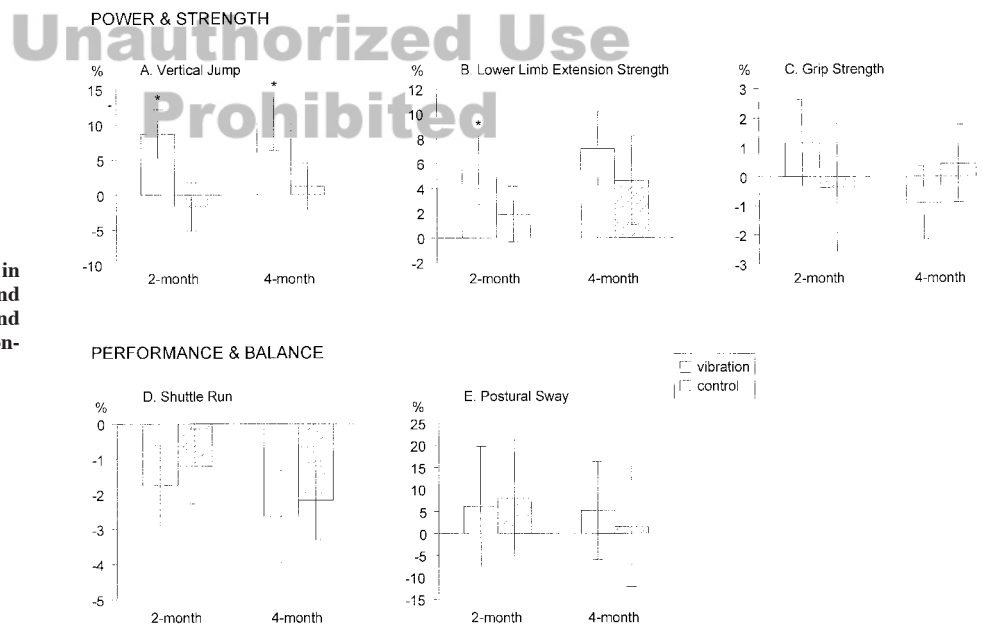 POWER & STRENGTH
Unauthorized Use
Prohibited
A. Vertical Jump
%
15
10
5
0
-5
-10
*
*
2-month
4-month
B. Lower Limb Extension Strength
%
12
10
8
6
4
2
0
-2
*
2-month
4-month
C. Grip Strength
%
3
2
1
0
-1
-2
-3
2-month
4-month
in
nd
nd
n-
PERFORMANCE & BALANCE
vibration
control
D. Shuttle Run
%
0
-1
-2
-3
-4
-5
2-month
4-month
E. Postural Sway
%
25
20
15
10
5
0
-5
-10
-15
2-month
4-month